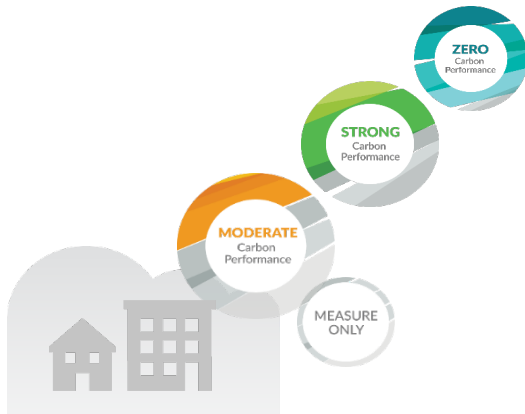 ZERO
Carbon
Performance
STRONG
Carbon
Performance
MODERATE
Carbon
Performance
MEASURE
ONLY